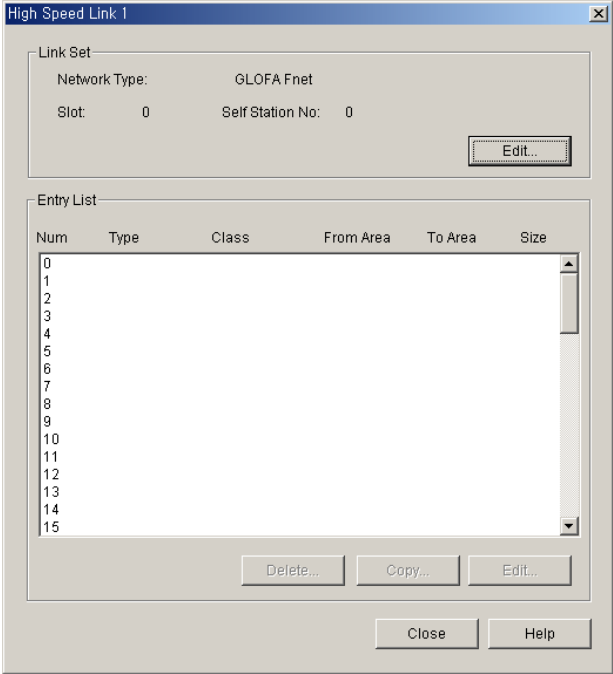 High Speed Link 1
Link Set
Network Type: GLOFA Fnet
Slot: 0 Self Station No: 0
Edit...
Entry List
Num Type Class From Area To Area Size
0
1
2
3
4
5
6
7
8
9
10
11
12
13
14
15
Delete... Copy... Edit...
Close Help